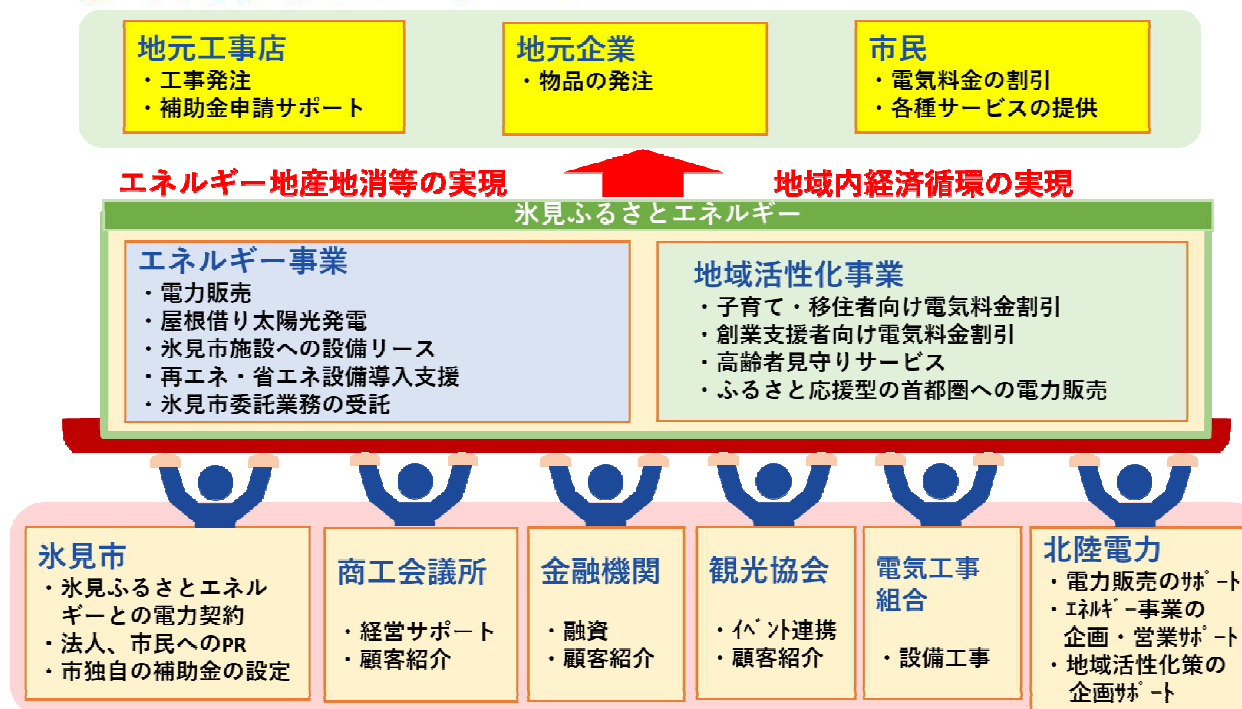 地元工事店
・工事発注
・補助金申請サポート
地元企業
・物品の発注
市民
・電気料金の割引
・各種サービスの提供
エネルギー地産地消等の実現
地域内経済循環の実現
氷見ふるさとエネルギー
エネルギー事業
・電力販売
・屋根借り太陽光発電
・氷見市施設への設備リース
・再エネ・省エネ設備導入支援
・氷見市委託業務の受託
地域活性化事業
・子育て・移住者向け電気料金割引
・創業支援者向け電気料金割引
・高齢者見守りサービス
・ふるさと応援型の首都圏への電力販売
氷見市
・氷見ふるさとエネル
ギーとの電力契約
・法人、市民へのPR
・市独自の補助金の設定
商工会議所
・経営サポート
・顧客紹介
金融機関
・融資
・顧客紹介
観光協会
・ｲﾍﾞﾝﾄ連携
・顧客紹介
電気工事
組合
・設備工事
北陸電力
・電力販売のｻﾎﾟｰﾄ
・ｴﾈﾙｷﾞｰ事業の
企画・営業ｻﾎﾟｰﾄ
・地域活性化策の
企画ｻﾎﾟｰﾄ